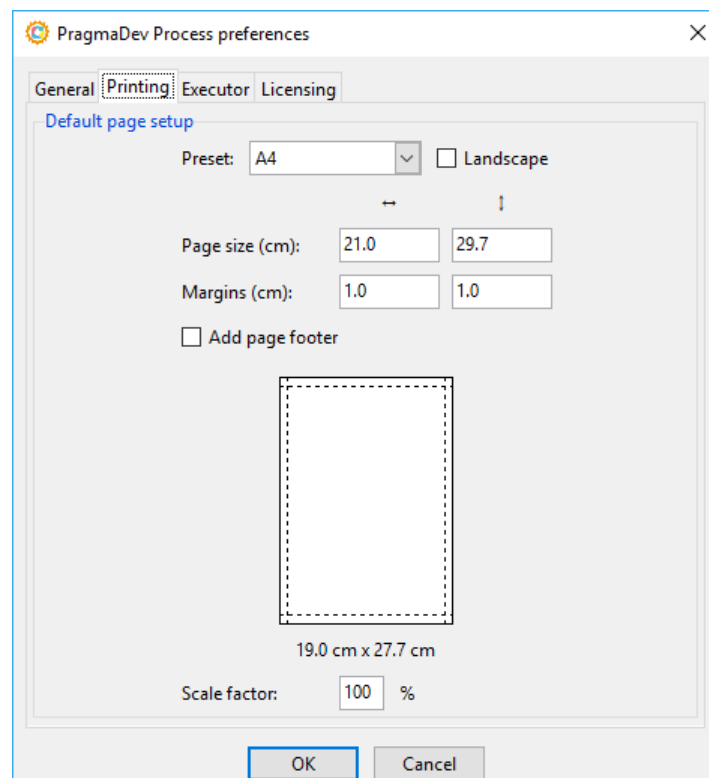 PragmaDev Process preferences
General Printing Executor Licensing
Default page setup
Preset: A4 Landscape
Page size (cm): 21.0 29.7
Margins (cm): 1.0 1.0
Add page footer
19.0 cm x 27.7 cm
Scale factor: 100 %
OK Cancel